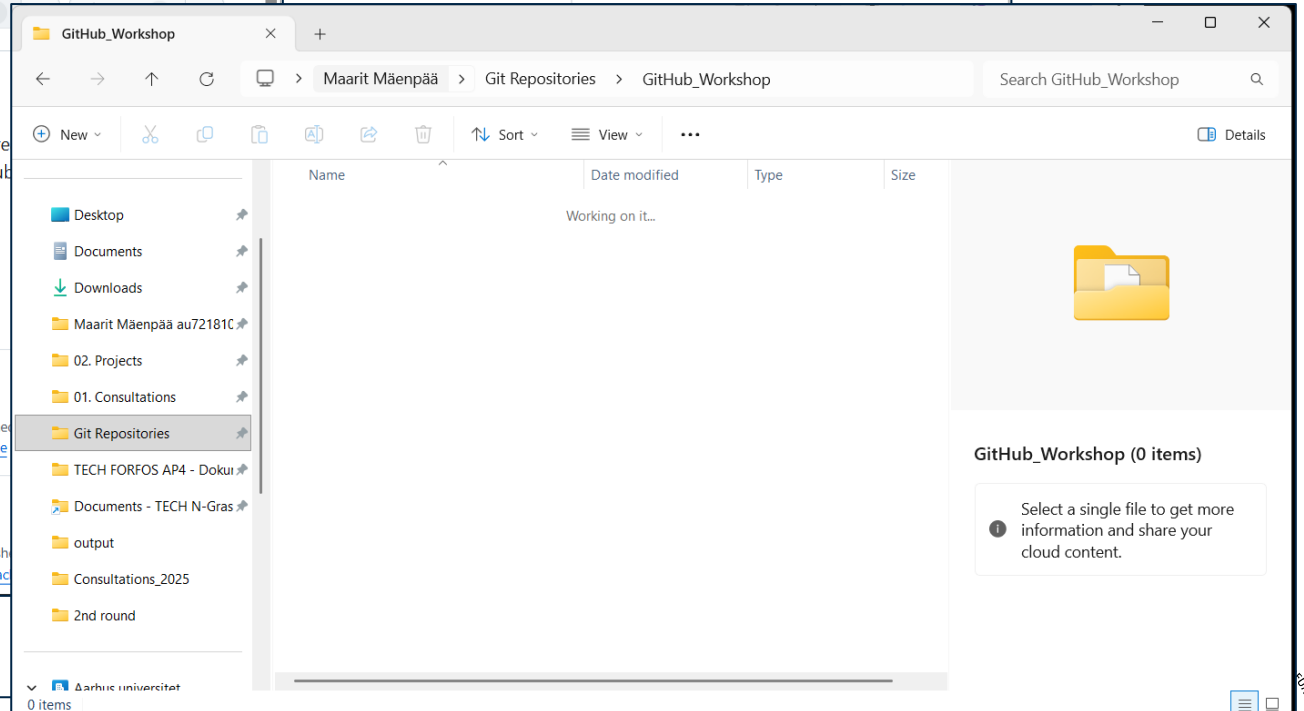 GitHub_Workshop
Maarit Mäenpää > Git Repositories > GitHub_Workshop
Search GitHub_Workshop
New
Sort
View
Details
Name
Date modified
Type
Size
Working on it...
Desktop
Documents
Downloads
Maarit Mäenpää au721810
02. Projects
01. Consultations
Git Repositories
TECH FORFOS AP4 - Doku
Documents - TECH N-Gras
output
Consultations_2025
2nd round
Aarhus universitet
GitHub_Workshop (0 items)
Select a single file to get more
information and share your
cloud content.
0 items